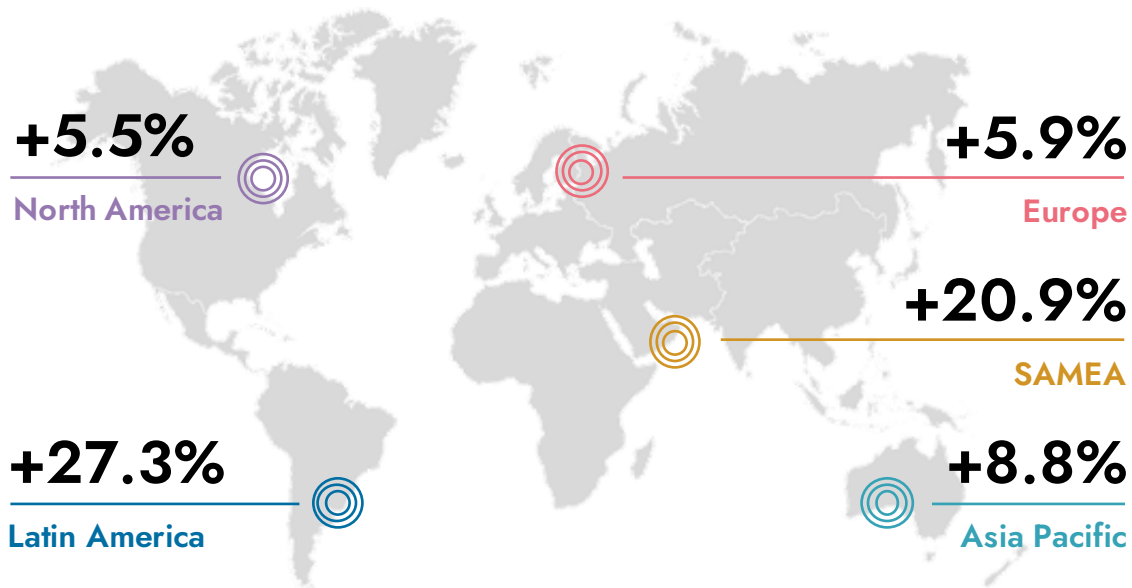 +5.5%
North America
+5.9%
Europe
+20.9%
SAMEA
+27.3%
Latin America
+8.8%
Asia Pacific